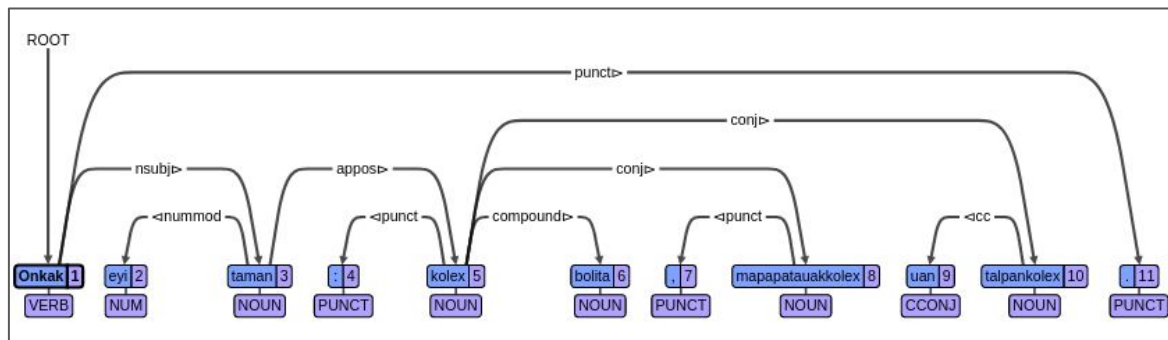 ROOT
punct▹
conj▹
nsubj▹ appos▹ conj▹
◃nummod ◃punct compound▹ ◃punct ◃cc
Onkak 1 eyi 2 taman 3 : 4 kolex 5 bolita 6 , 7 mapapatauakkolex 8 uan 9 talpankolex 10 . 11
VERB NUM NOUN PUNCT NOUN NOUN PUNCT NOUN CCONJ NOUN PUNCT